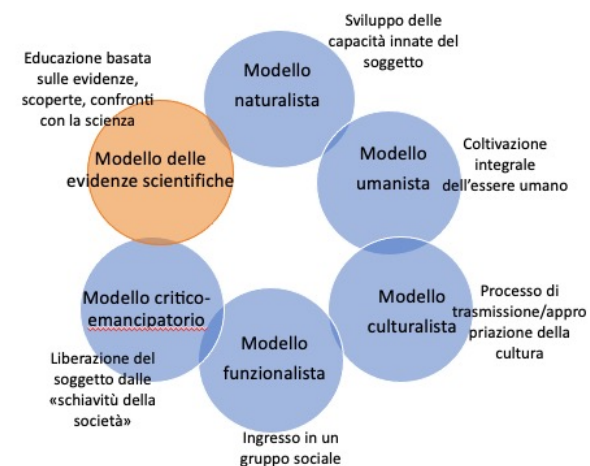 Sviluppo delle
capacità innate del
soggetto
Modello
naturalista
Educazione basata
sulle evidenze,
scoperte, confronti
con la scienza
Modello delle
evidenze scientifiche
Modello
umanista
Coltivazione
integrale
dell'essere umano
Modello
culturalista
Processo di
trasmissione/appro
priazione della
cultura
Modello critico-
emancipatorio
Liberazione del
soggetto dalle
«schiavitù della
società»
Modello
funzionalista
Ingresso in un
gruppo sociale